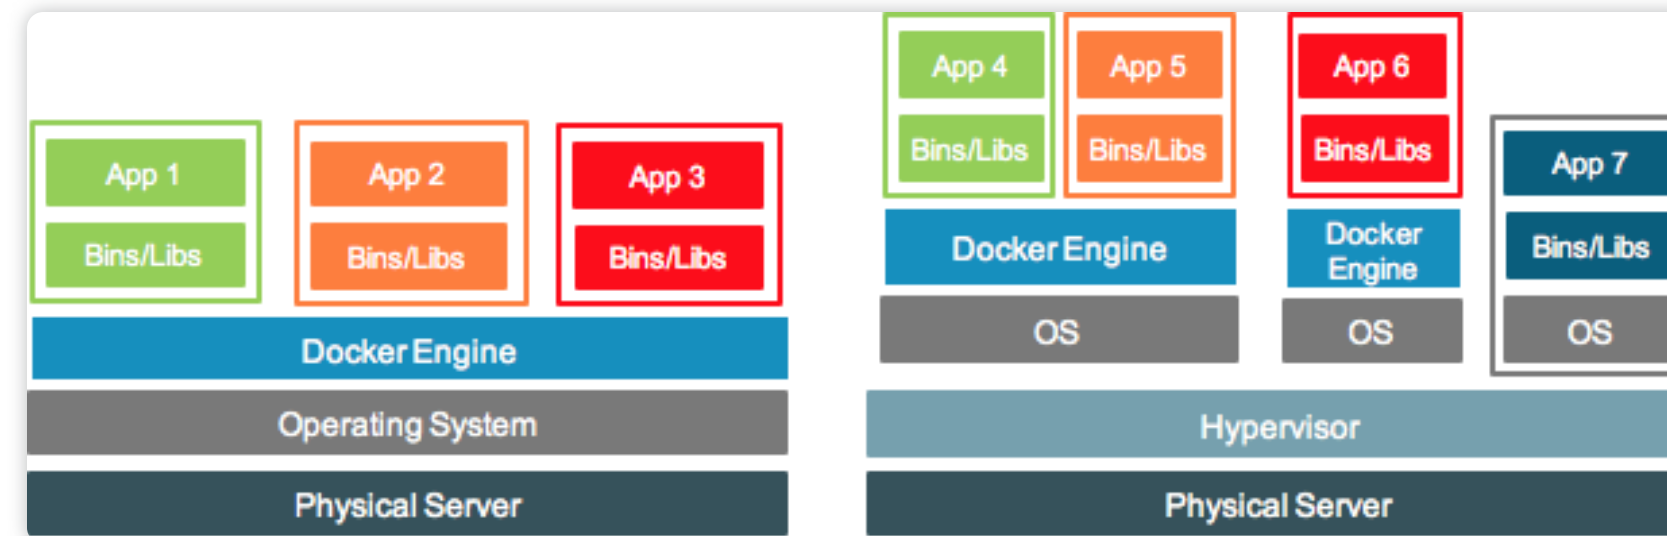 App 4
App 5
App 6
Bins/Libs
Bins/Libs
Bins/Libs
App 1
App 2
App 3
App 7
Bins/Libs
Bins/Libs
Bins/Libs
Docker Engine
Docker
Engine
Bins/Libs
Docker Engine
OS
OS
OS
Operating System
Hypervisor
Physical Server
Physical Server